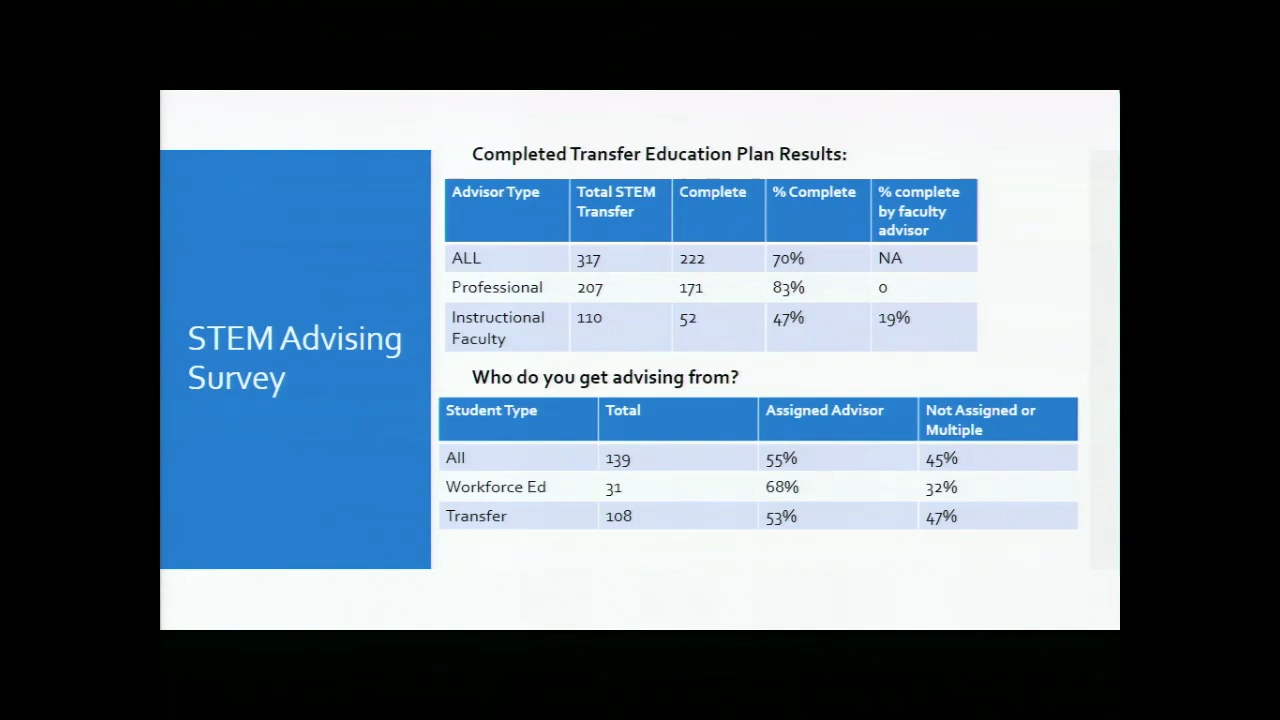 STEM Advising
Survey
Completed Transfer Education Plan Results:
Advisor Type Total STEM Transfer Complete % Complete % complete by faculty advisor
ALL 317 222 70% NA
Professional 207 171 83% 0
Instructional Faculty 110 52 47% 19%
Who do you get advising from?
Student Type Total Assigned Advisor Not Assigned or Multiple
All 139 55% 45%
Workforce Ed 31 68% 32%
Transfer 108 53% 47%